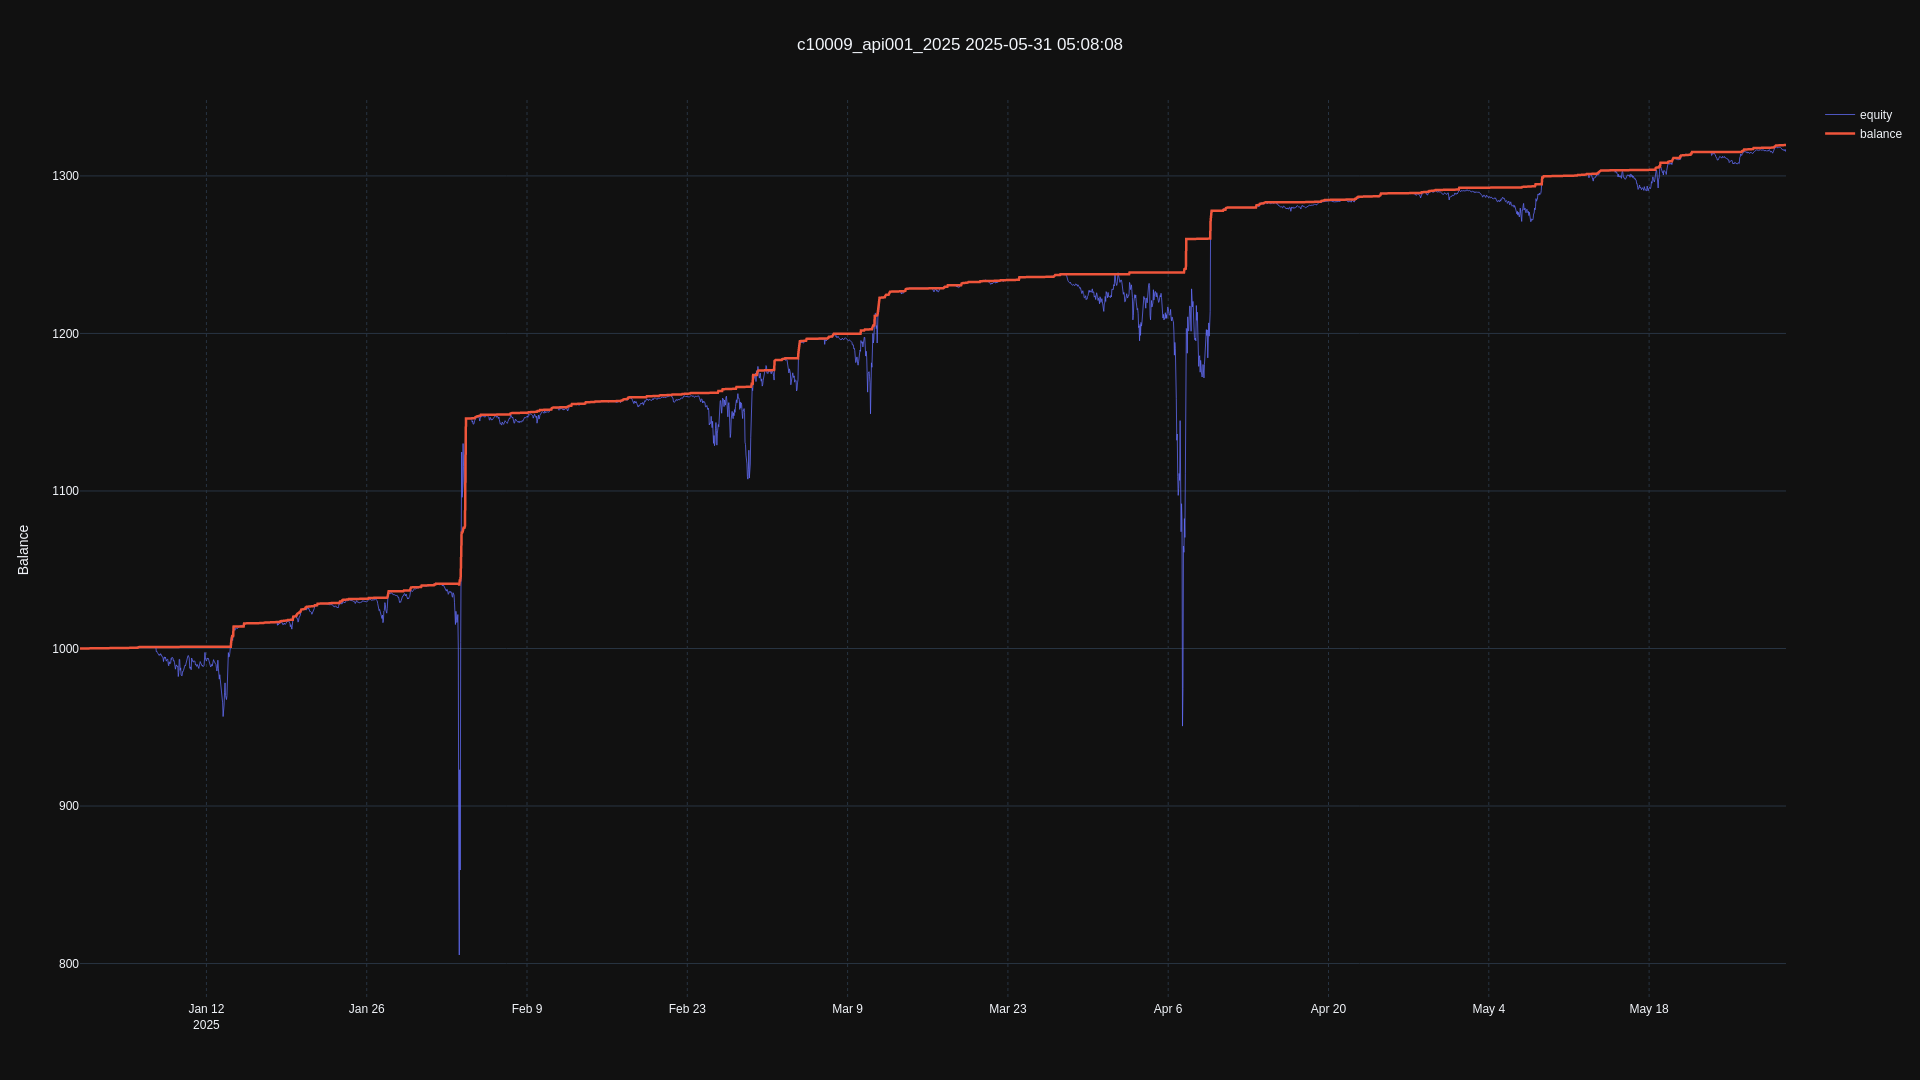 c10009_api001_2025 2025-05-31 05:08:08
equity
balance
Balance
1300
1200
1100
1000
900
800
Jan 12
2025
Jan 26
Feb 9
Feb 23
Mar 9
Mar 23
Apr 6
Apr 20
May 4
May 18